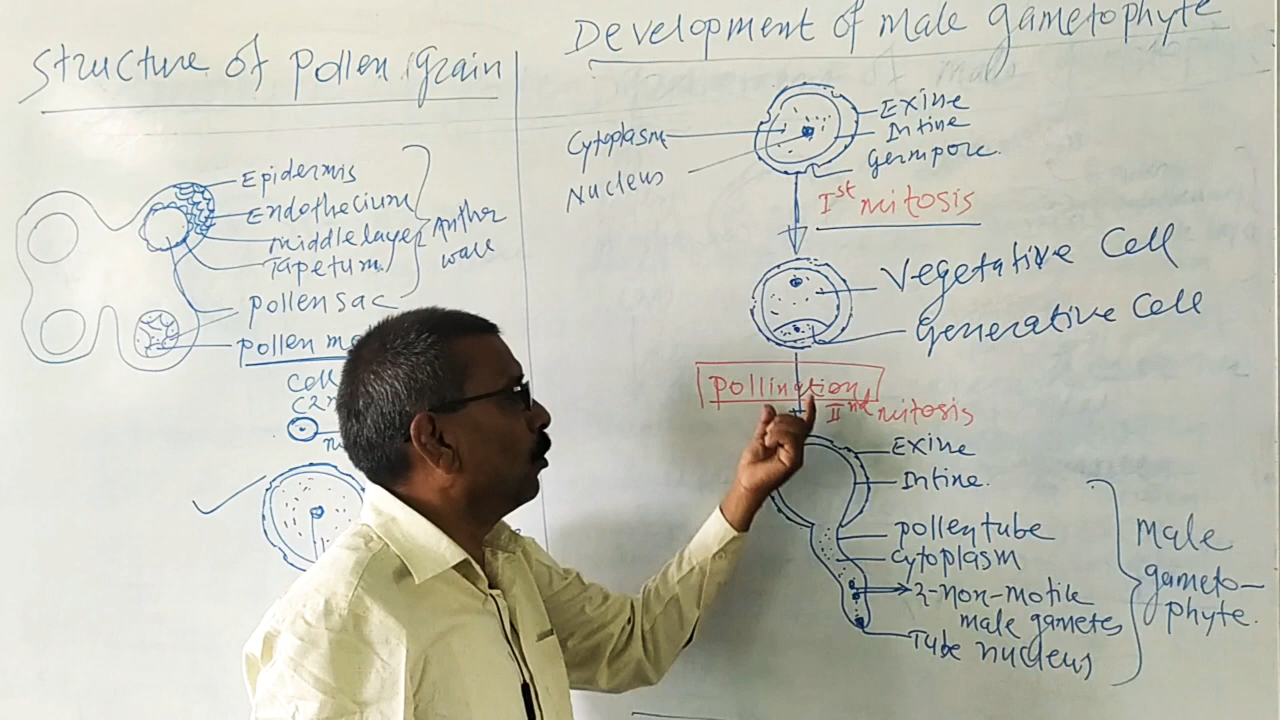 Structure of pollen grain
Epidermis
Endothecium
middle layer
Tapetum
Anther
wall
pollen sac
pollen
Cell
Development of male gametophyte
Exine
Intine
Germpore.
Cytoplasm
Nucleus
Ist mitosis
Vegetative Cell
Generative Cell
pollination
IInd mitosis
Exine
Intine.
pollen tube
Cytoplasm
2-non-motile
male gametes
Tube nucleus
Male
gameto-
phyte.